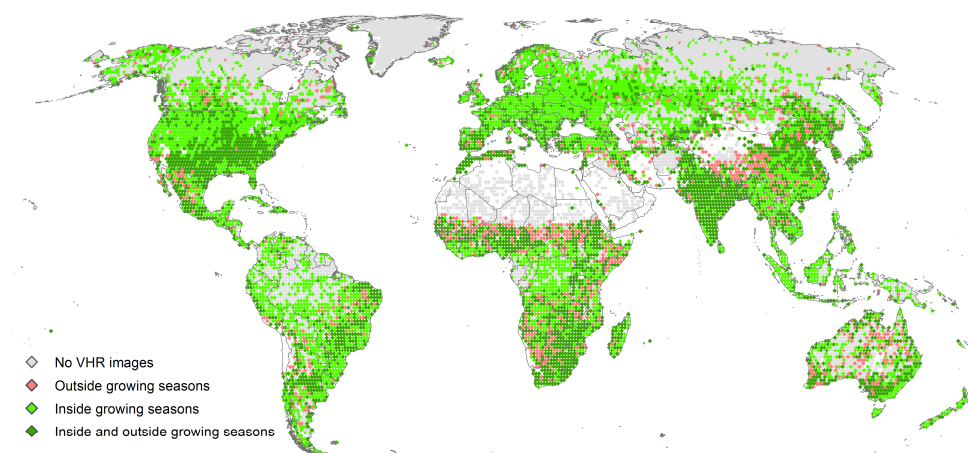 No VHR images
Outside growing seasons
Inside growing seasons
Inside and outside growing seasons